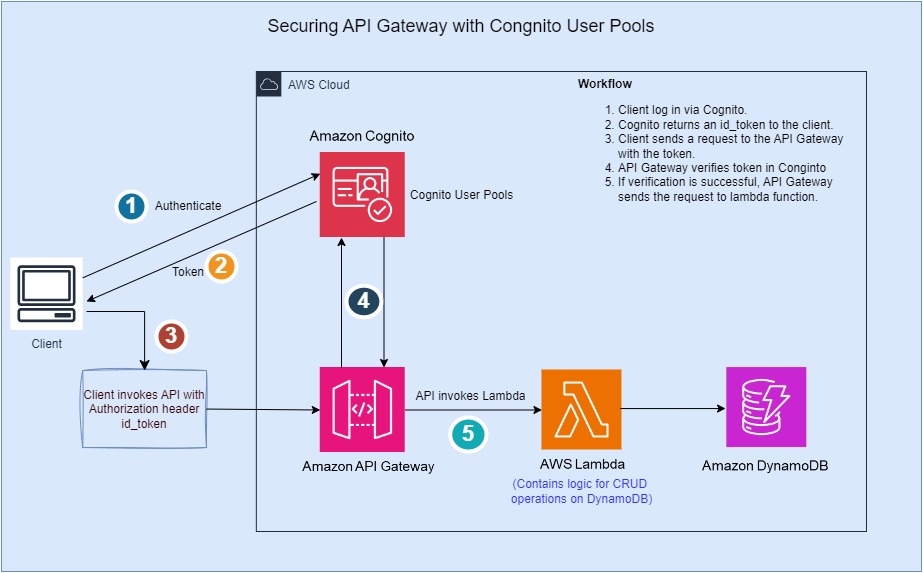 Securing API Gateway with Congnito User Pools
AWS Cloud
Workflow
1. Client log in via Cognito.
2. Cognito returns an id_token to the client.
3. Client sends a request to the API Gateway
with the token.
4. API Gateway verifies token in Conginto
5. If verification is successful, API Gateway
sends the request to lambda function.
Amazon Cognito
Cognito User Pools
1
Authenticate
Token
2
Client
3
4
Client invokes API with
Authorization header
id_token
Amazon API Gateway
API invokes Lambda
5
AWS Lambda
(Contains logic for CRUD
operations on DynamoDB)
Amazon DynamoDB